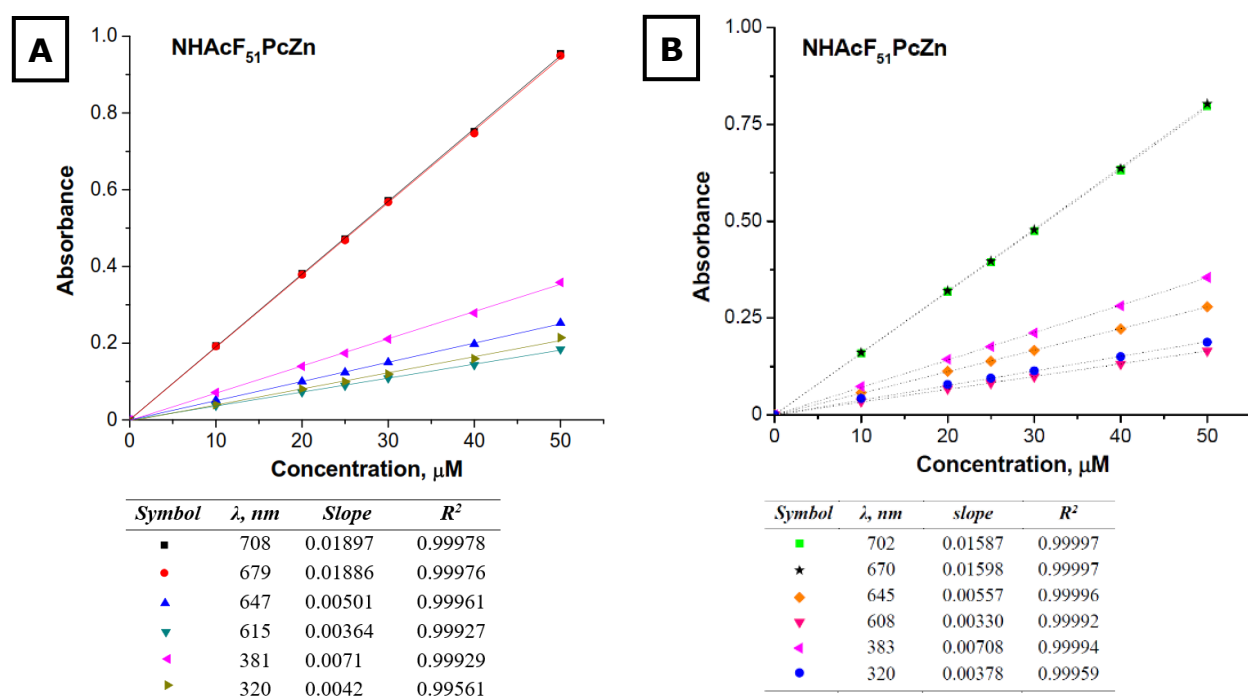 A
NHAcF51PcZn
1.0
0.8
0.6
0.4
0.2
0
Absorbance
0 10 20 30 40 50
Concentration, μM
Symbol λ, nm Slope R2
708 0.01897 0.99978
679 0.01886 0.99976
647 0.00501 0.99961
615 0.00364 0.99927
381 0.0071 0.99929
320 0.0042 0.99561
B
NHAcF51PcZn
1.00
0.75
0.50
0.25
0
Absorbance
0 10 20 30 40 50
Concentration, μM
Symbol λ, nm slope R2
702 0.01587 0.99997
670 0.01598 0.99997
645 0.00557 0.99996
608 0.00330 0.99992
383 0.00708 0.99994
320 0.00378 0.99959